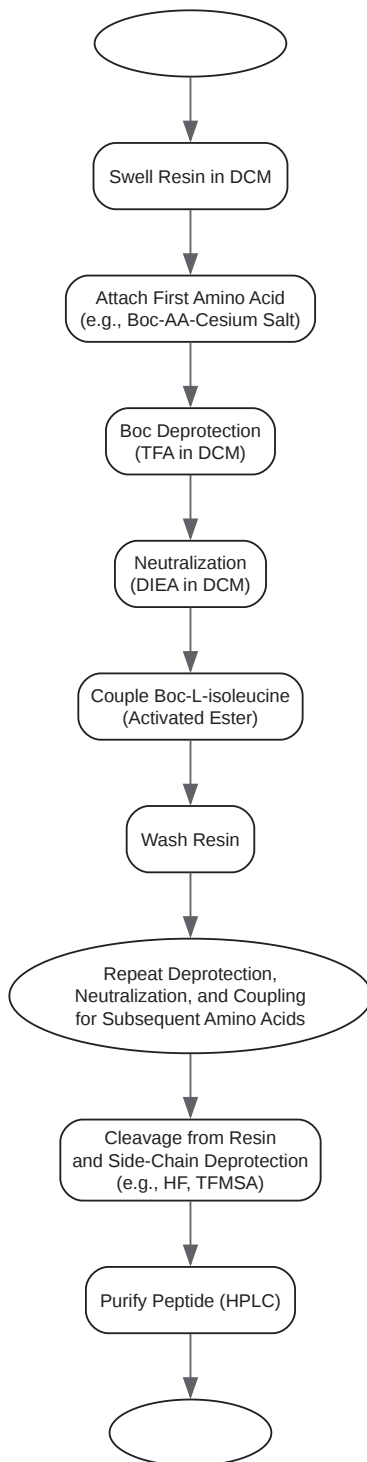 Swell Resin in DCM
Attach First Amino Acid
(e.g., Boc-AA-Cesium Salt)
Boc Deprotection
(TFA in DCM)
Neutralization
(DIEA in DCM)
Couple Boc-L-isoleucine
(Activated Ester)
Wash Resin
Repeat Deprotection,
Neutralization, and Coupling
for Subsequent Amino Acids
Cleavage from Resin
and Side-Chain Deprotection
(e.g., HF, TFMSA)
Purify Peptide (HPLC)